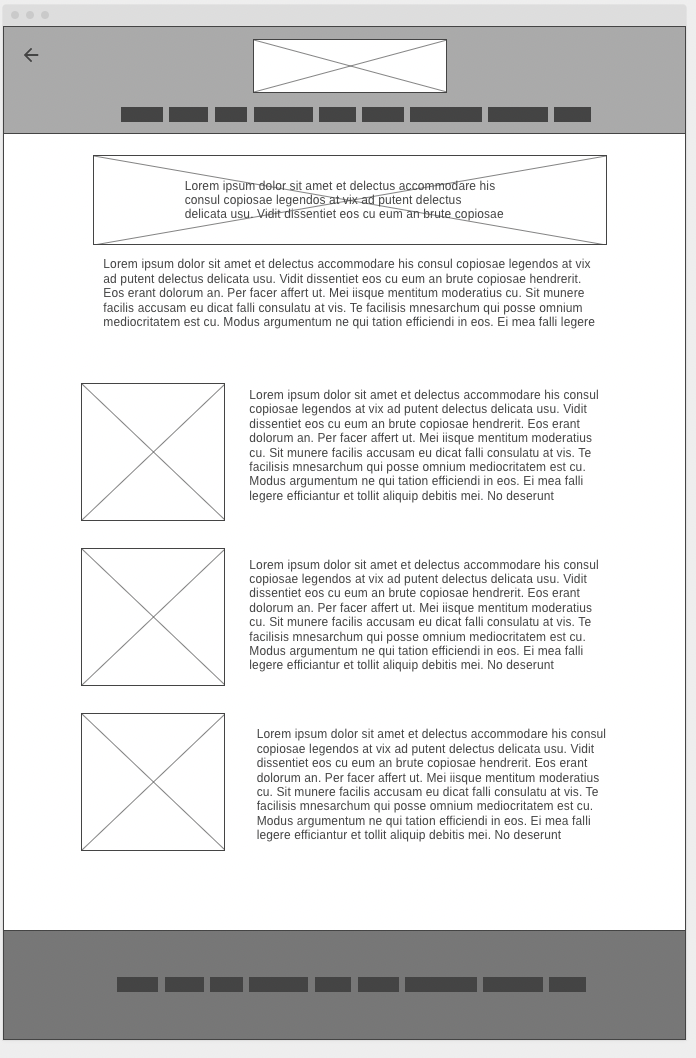 Lorem ipsum dolor sit amet et delectus accommodare his
consul copiosae legendos at vix ad putent delectus
delicata usu. Vidit dissentiet eos cu eum an brute copiosae
Lorem ipsum dolor sit amet et delectus accommodare his consul copiosae legendos at vix
ad putent delectus delicata usu. Vidit dissentiet eos cu eum an brute copiosae hendrerit.
Eos erant dolorum an. Per facer affert ut. Mei iisque mentitum moderatius cu. Sit munere
facilis accusam eu dicat falli consulatu at vis. Te facilisis mnesarchum qui posse omnium
mediocritatem est cu. Modus argumentum ne qui tation efficiendi in eos. Ei mea falli legere
Lorem ipsum dolor sit amet et delectus accommodare his consul
copiosae legendos at vix ad putent delectus delicata usu. Vidit
dissentiet eos cu eum an brute copiosae hendrerit. Eos erant
dolorum an. Per facer affert ut. Mei iisque mentitum moderatius
cu. Sit munere facilis accusam eu dicat falli consulatu at vis. Te
facilisis mnesarchum qui posse omnium mediocritatem est cu.
Modus argumentum ne qui tation efficiendi in eos. Ei mea falli
legere efficiantur et tollit aliquip debitis mei. No deserunt
Lorem ipsum dolor sit amet et delectus accommodare his consul
copiosae legendos at vix ad putent delectus delicata usu. Vidit
dissentiet eos cu eum an brute copiosae hendrerit. Eos erant
dolorum an. Per facer affert ut. Mei iisque mentitum moderatius
cu. Sit munere facilis accusam eu dicat falli consulatu at vis. Te
facilisis mnesarchum qui posse omnium mediocritatem est cu.
Modus argumentum ne qui tation efficiendi in eos. Ei mea falli
legere efficiantur et tollit aliquip debitis mei. No deserunt
Lorem ipsum dolor sit amet et delectus accommodare his consul
copiosae legendos at vix ad putent delectus delicata usu. Vidit
dissentiet eos cu eum an brute copiosae hendrerit. Eos erant
dolorum an. Per facer affert ut. Mei iisque mentitum moderatius
cu. Sit munere facilis accusam eu dicat falli consulatu at vis. Te
facilisis mnesarchum qui posse omnium mediocritatem est cu.
Modus argumentum ne qui tation efficiendi in eos. Ei mea falli
legere efficiantur et tollit aliquip debitis mei. No deserunt